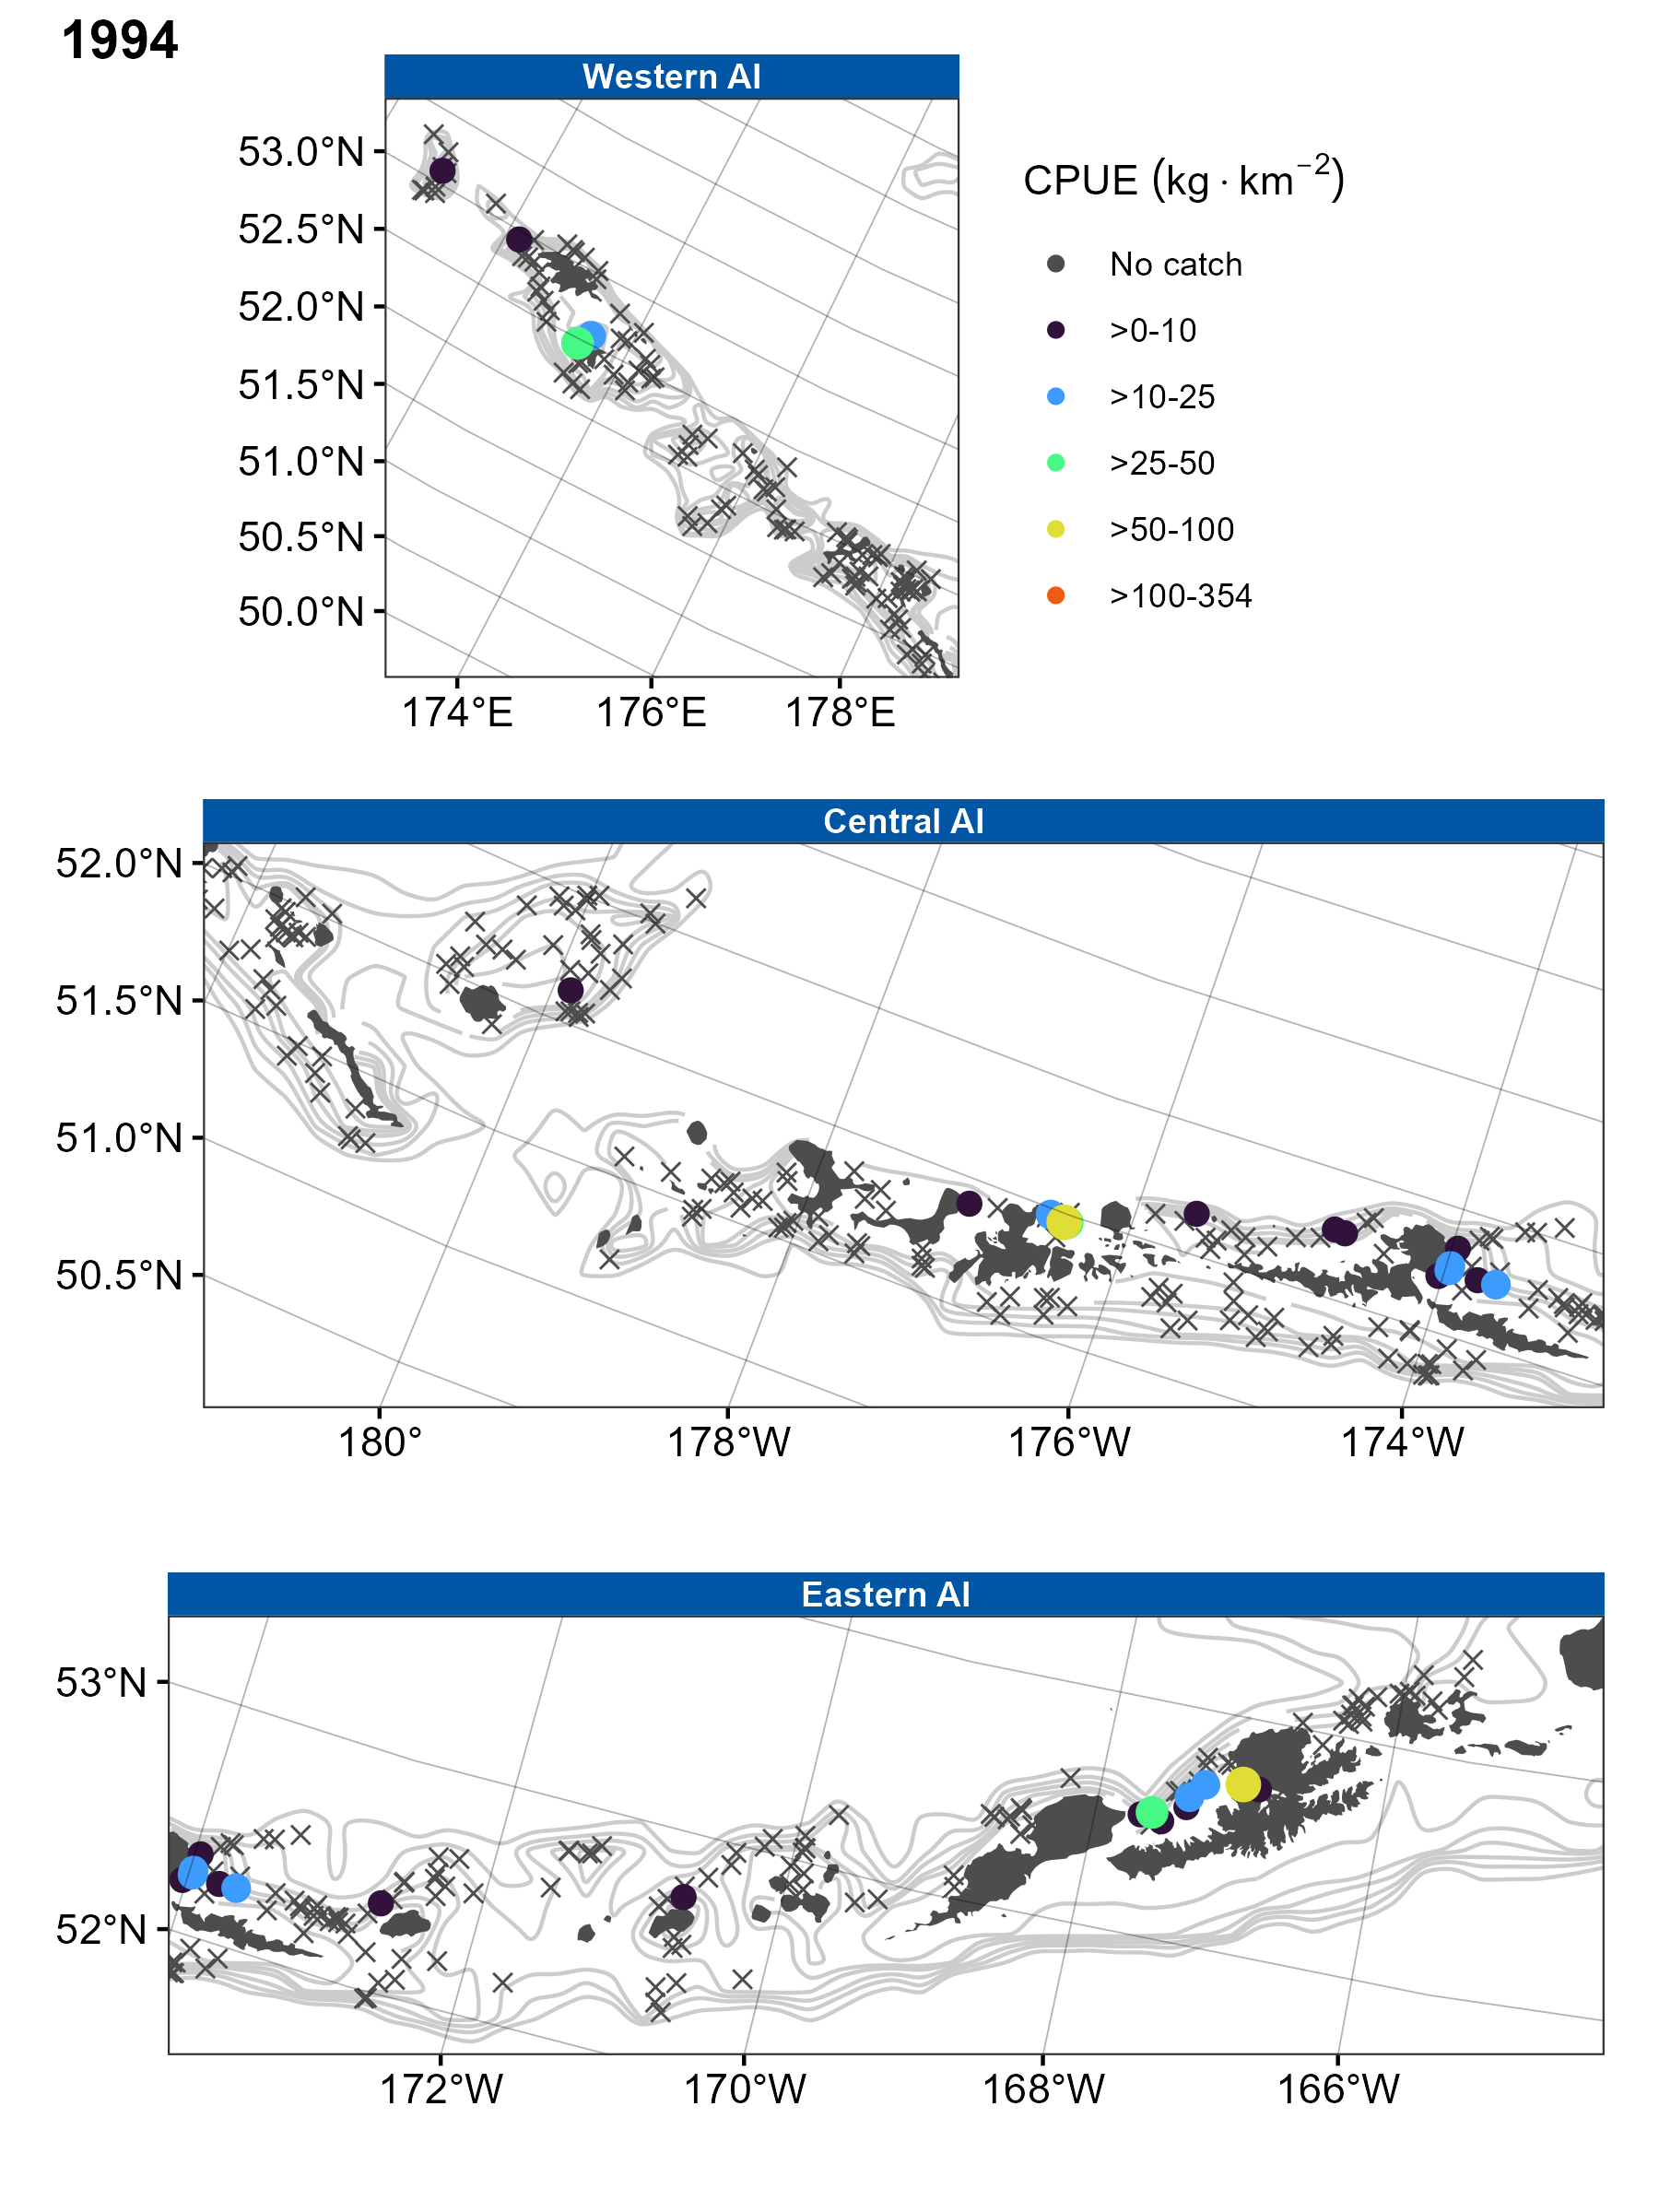 1994
Western AI
53.0°N
52.5°N
52.0°N
51.5°N
51.0°N
50.5°N
50.0°N
174°E 176°E 178°E
CPUE (kg · km⁻²)
No catch
>0-10
>10-25
>25-50
>50-100
>100-354
Central AI
52.0°N
51.5°N
51.0°N
50.5°N
180° 178°W 176°W 174°W
Eastern AI
53°N
52°N
172°W 170°W 168°W 166°W